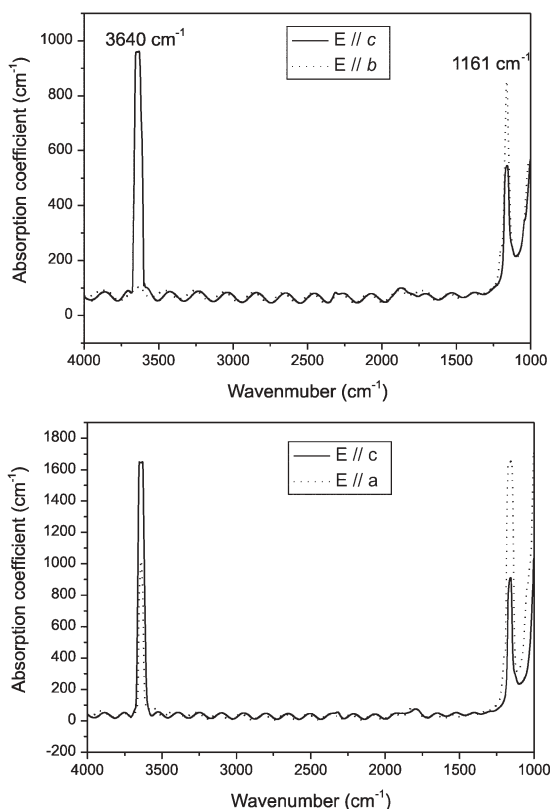 3640 cm⁻¹
1161 cm⁻¹
E // c
E // b
Absorption coefficient (cm⁻¹)
1000
800
600
400
200
0
4000 3500 3000 2500 2000 1500 1000
Wavenmuber (cm⁻¹)
E // c
E // a
Absorption coefficient (cm⁻¹)
1800
1600
1400
1200
1000
800
600
400
200
0
-200
4000 3500 3000 2500 2000 1500 1000
Wavenumber (cm⁻¹)